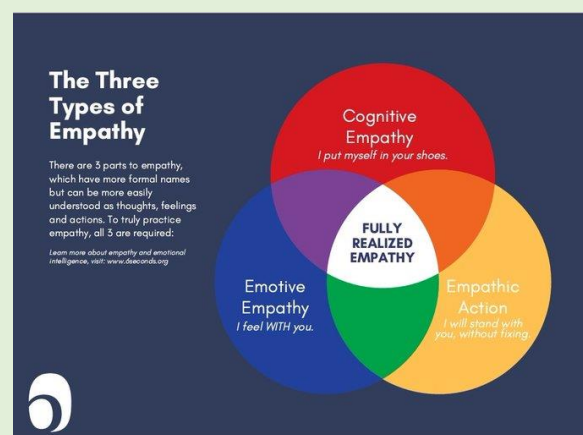 The Three
Types of
Empathy
There are 3 parts to empathy,
which have more formal names
but can be more easily
understood as thoughts, feelings
and actions. To truly practice
empathy, all 3 are required:
Learn more about empathy and emotional
intelligence, visit: www.6seconds.org
Cognitive
Empathy
I put myself in your shoes.
FULLY
REALIZED
EMPATHY
Emotive
Empathy
I feel WITH you.
Empathic
Action
I will stand with
you, without fixing.
6